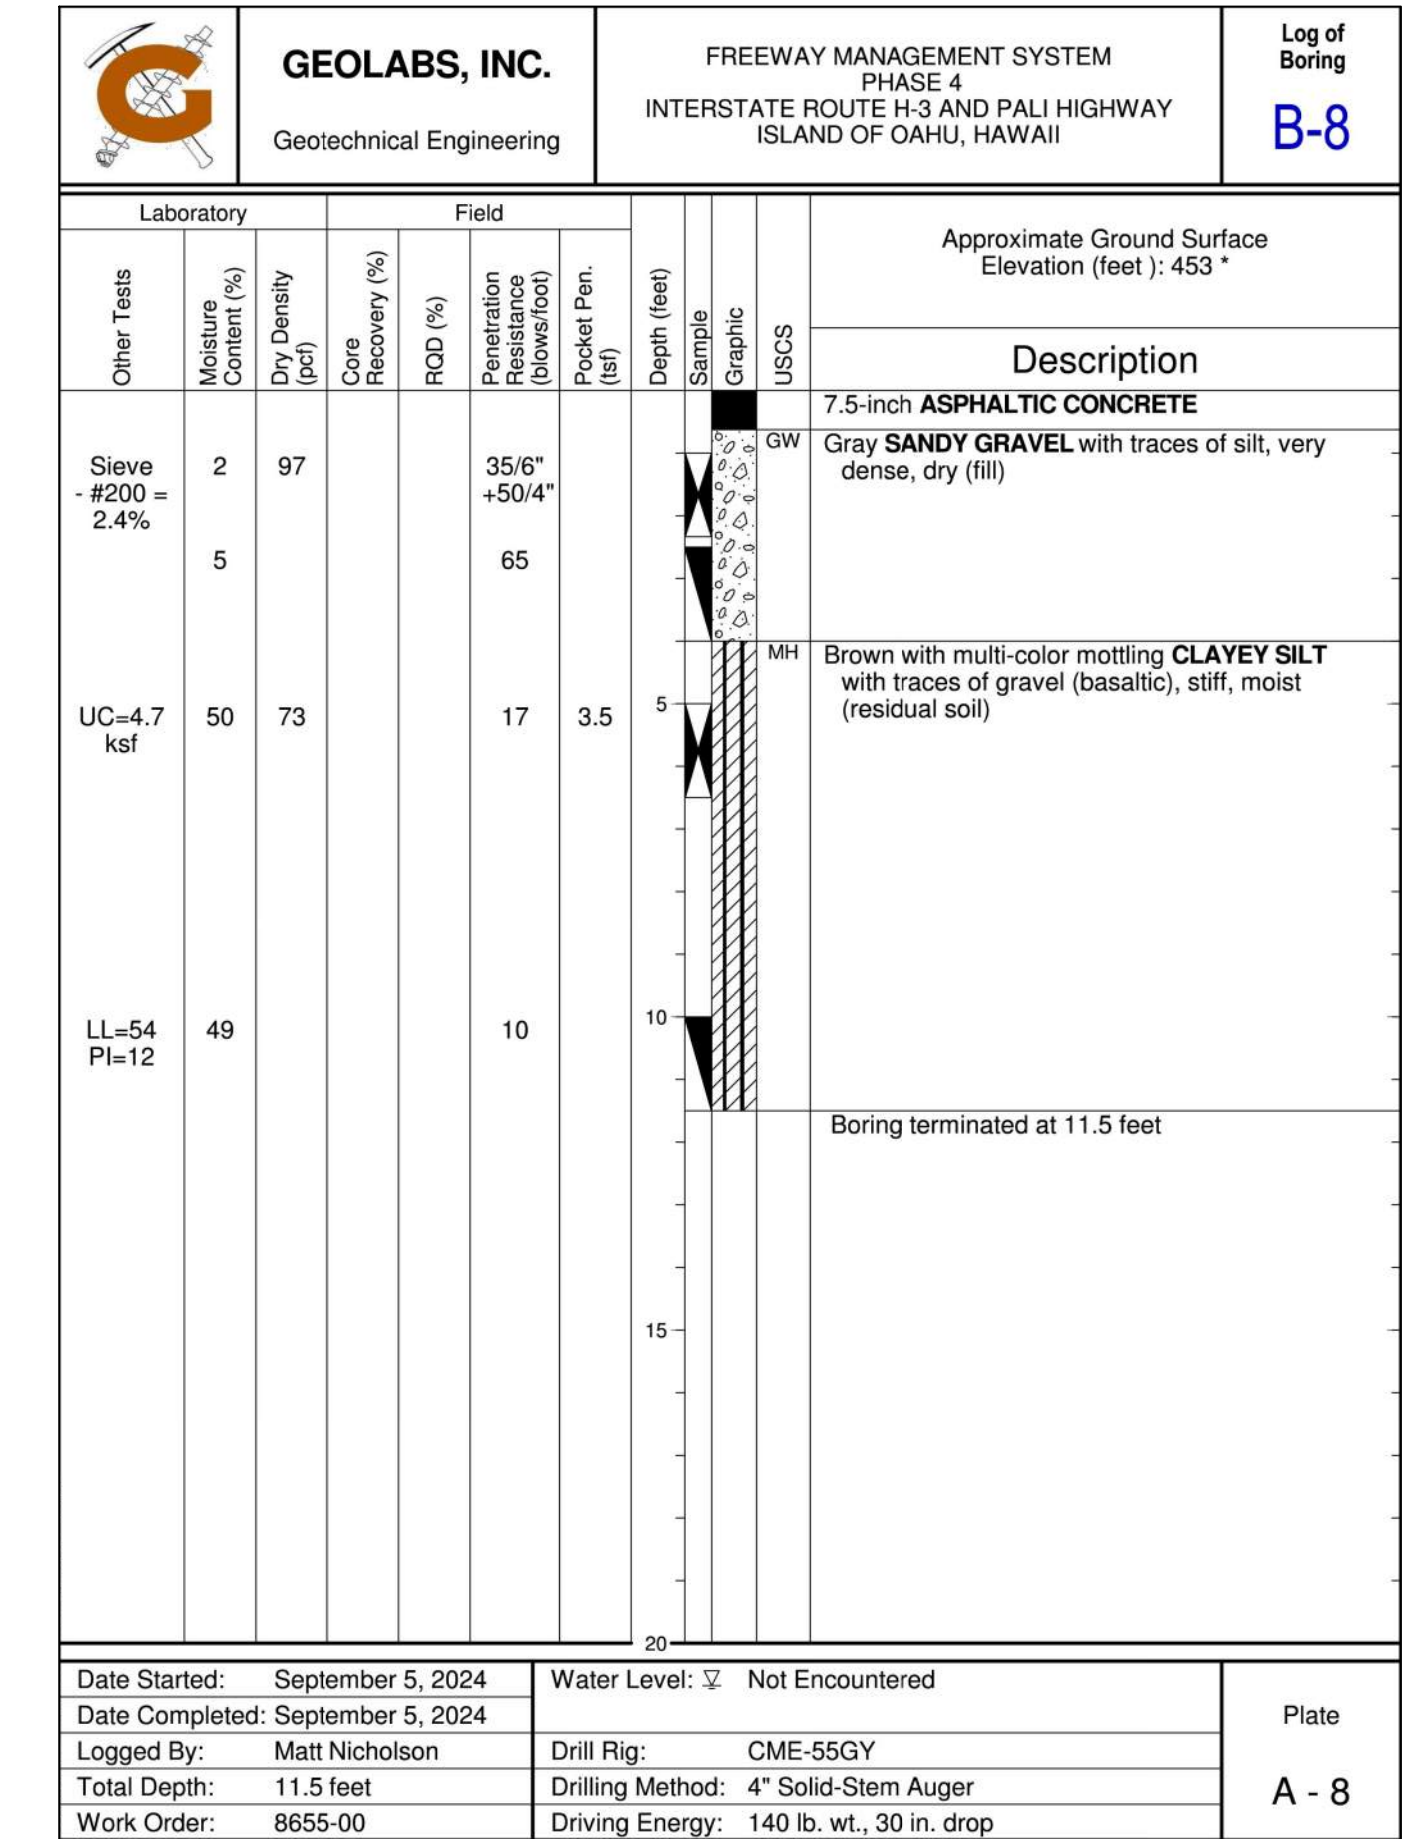 G
GEOLABS, INC.
Geotechnical Engineering
FREEWAY MANAGEMENT SYSTEM
PHASE 4
INTERSTATE ROUTE H-3 AND PALI HIGHWAY
ISLAND OF OAHU, HAWAII
Log of
Boring
B-8
Laboratory
Field
Other Tests
Moisture
Content (%)
Dry Density
(pcf)
Core
Recovery (%)
RQD (%)
Penetration
Resistance
(blows/foot)
Pocket Pen.
(tsf)
Depth (feet)
Sample
Graphic
USCS
Approximate Ground Surface
Elevation (feet ): 453 *
Description
7.5-inch ASPHALTIC CONCRETE
GW
Gray SANDY GRAVEL with traces of silt, very
dense, dry (fill)
Sieve 2 97 35/6"
- #200 = +50/4"
2.4%
5 65
MH
Brown with multi-color mottling CLAYEY SILT
with traces of gravel (basaltic), stiff, moist
(residual soil)
5
UC=4.7 50 73 17 3.5
ksf
10
LL=54 49 10
PI=12
Boring terminated at 11.5 feet
15
20
Date Started: September 5, 2024
Date Completed: September 5, 2024
Logged By: Matt Nicholson
Total Depth: 11.5 feet
Work Order: 8655-00
Water Level: Not Encountered
Drill Rig: CME-55GY
Drilling Method: 4" Solid-Stem Auger
Driving Energy: 140 lb. wt., 30 in. drop
Plate
A - 8